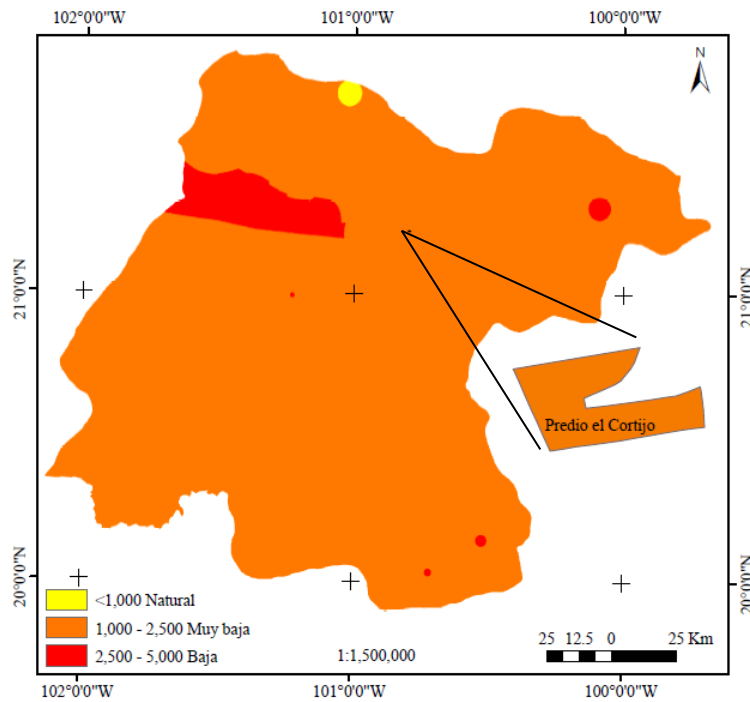 102°0'0"W 101°0'0"W 100°0'0"W
N
21°0'0"N
21°0'0"N
Predio el Cortijo
20°0'0"N
20°0'0"N
<1,000 Natural
1,000 - 2,500 Muy baja
2,500 - 5,000 Baja
1:1,500,000
25 12.5 0 25 Km
102°0'0"W 101°0'0"W 100°0'0"W